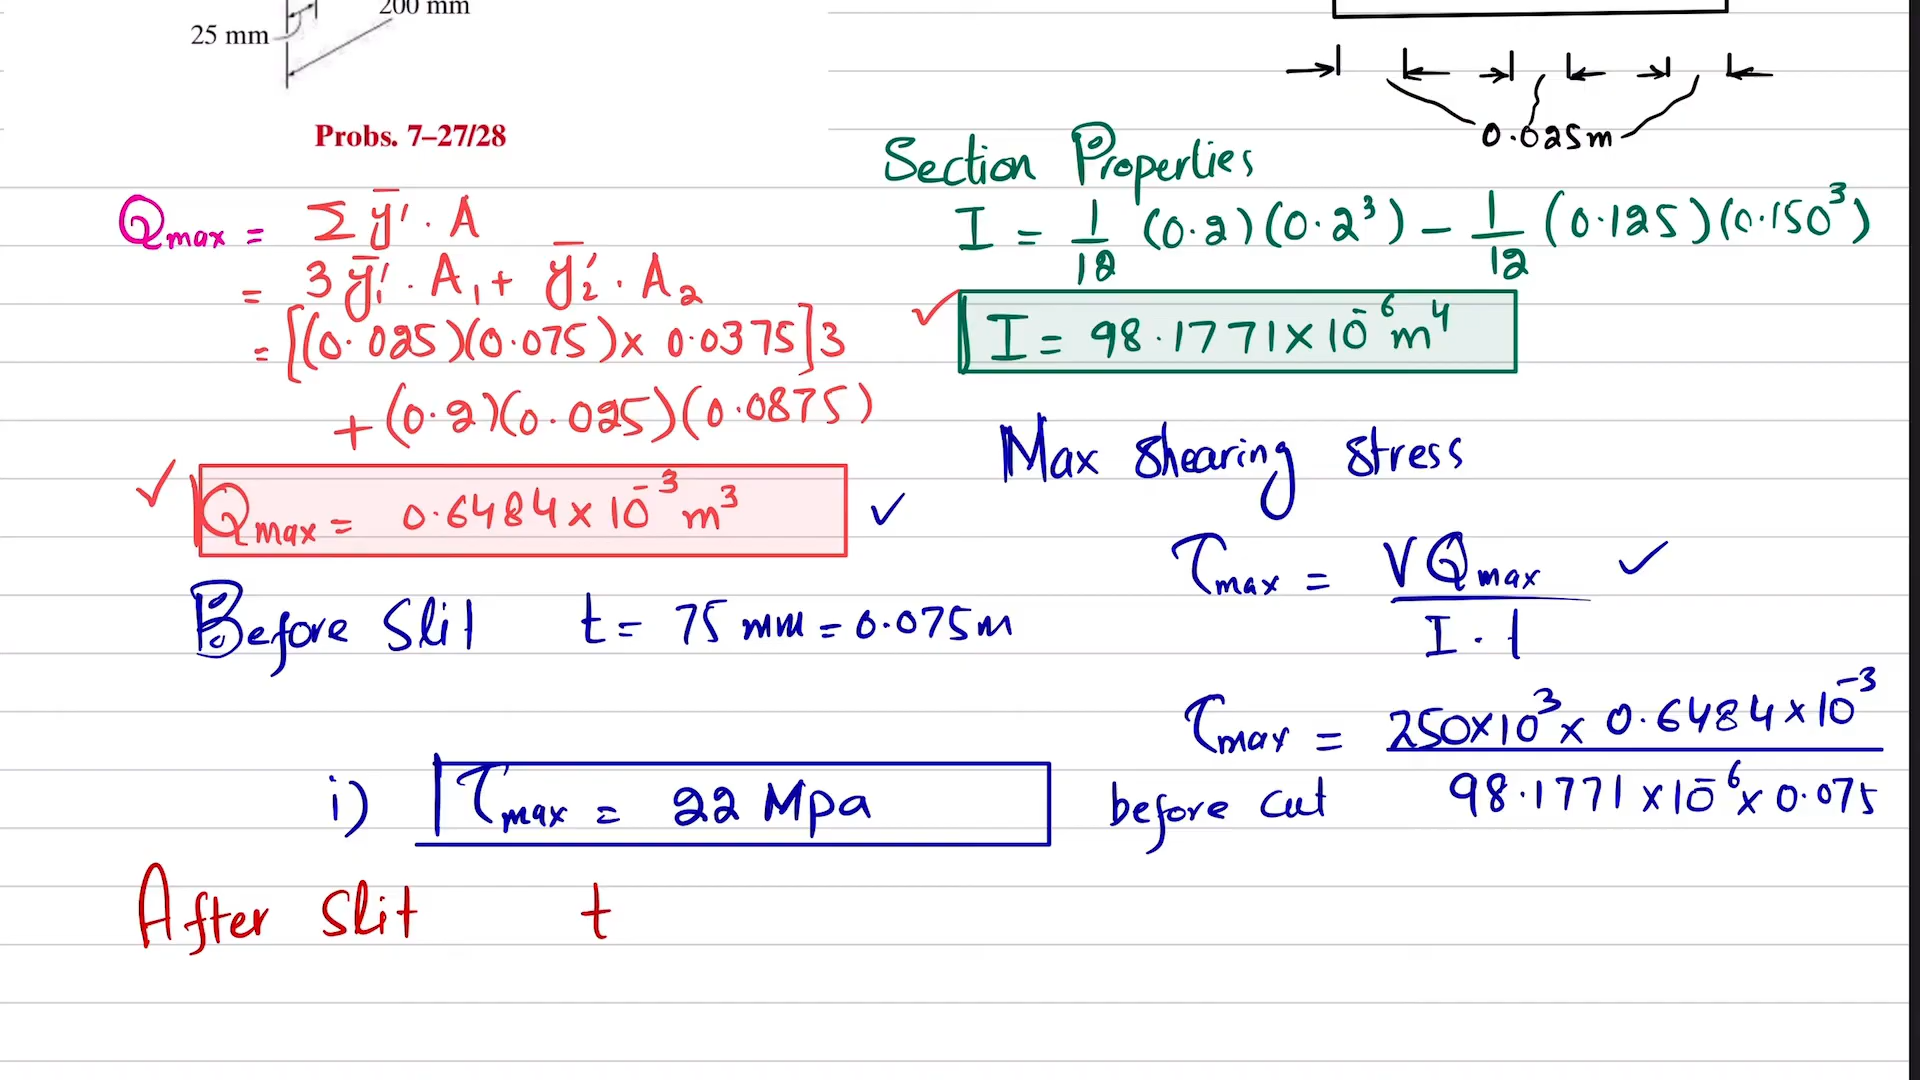 200 mm
25 mm
0.025m
Probs. 7–27/28
Section Properties
I = 1/12 (0.2)(0.2³) − 1/12 (0.125)(0.150³)
I = 98.1771 × 10⁻⁶ m⁴
Qmax = Σ ȳ′ · A
= 3 ȳ₁′ · A₁ + ȳ₂′ · A₂
= [(0.025)(0.075) × 0.0375] 3
+ (0.2)(0.025)(0.0875)
Qmax = 0.6484 × 10⁻³ m³
Max shearing stress
τmax = V Qmax / I · t
Before Slit t = 75 mm = 0.075m
τmax = 250×10³ × 0.6484 × 10⁻³ / 98.1771 × 10⁻⁶ × 0.075
before cut
i) τmax = 22 Mpa
After Slit t